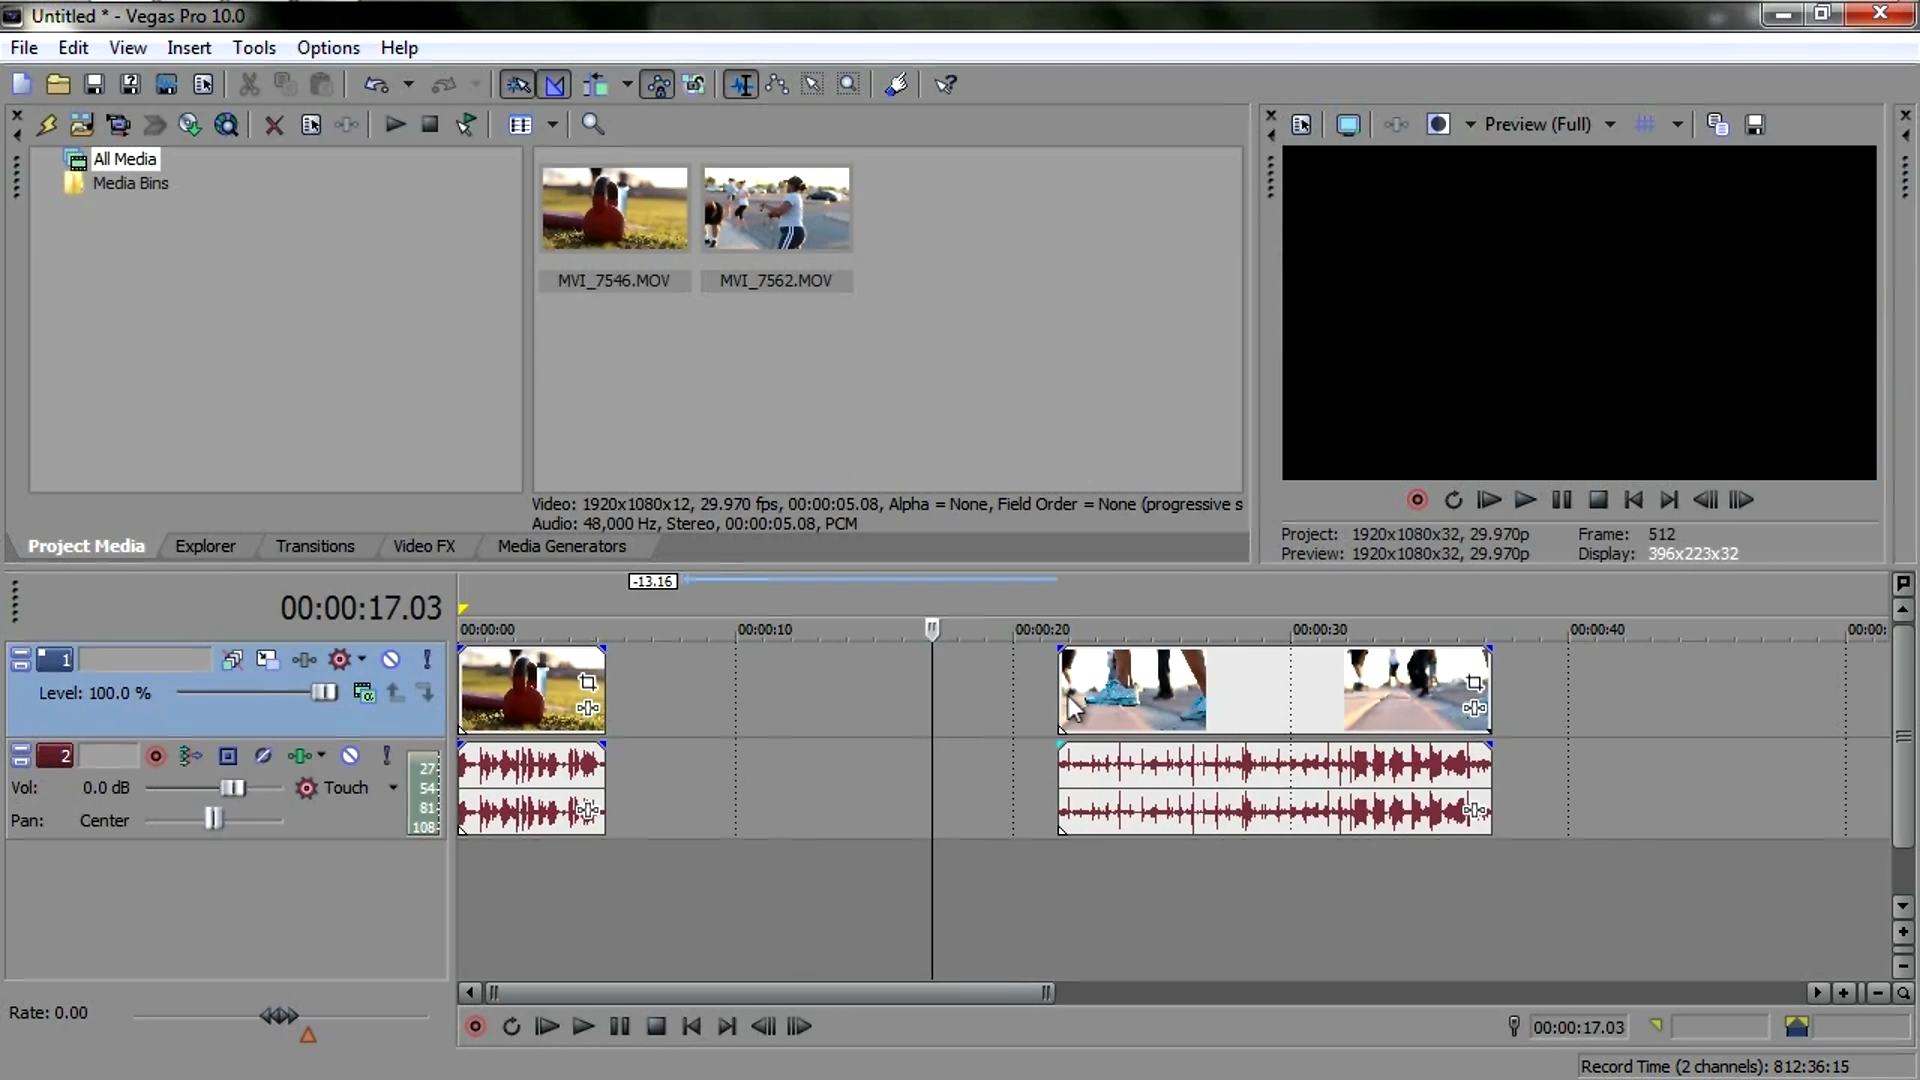 Untitled * - Vegas Pro 10.0
File Edit View Insert Tools Options Help
Preview (Full)
All Media
Media Bins
MVI_7546.MOV MVI_7562.MOV
Video: 1920x1080x12, 29.970 fps, 00:00:05.08, Alpha = None, Field Order = None (progressive s
Audio: 48,000 Hz, Stereo, 00:00:05.08, PCM
Project Media Explorer Transitions Video FX Media Generators
Project: 1920x1080x32, 29.970p Frame: 512
Preview: 1920x1080x32, 29.970p Display: 396x223x32
-13.16
00:00:17.03
00:00:00 00:00:10 00:00:20 00:00:30 00:00:40 00:00:
1
Level: 100.0 %
2
Vol: 0.0 dB Touch
Pan: Center
27
54
81
108
Rate: 0.00
00:00:17.03
Record Time (2 channels): 812:36:15